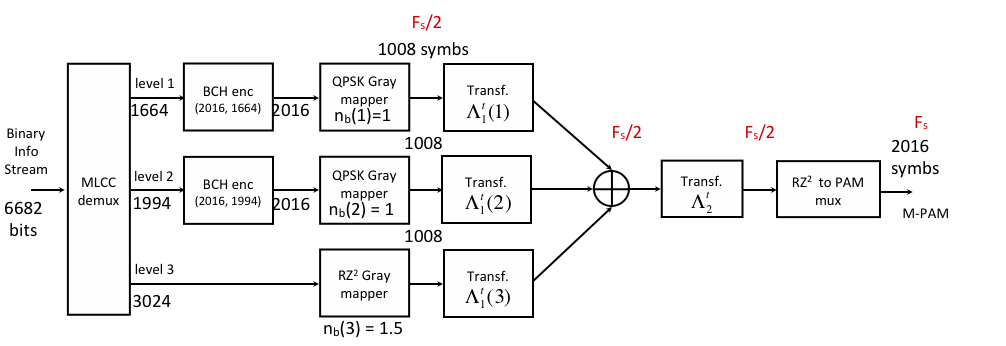 Fs/2
1008 symbs
Binary
Info
Stream
6682
bits
MLCC
demux
level 1
1664
BCH enc
(2016, 1664)
2016
QPSK Gray
mapper
nb(1)=1
1008
Transf.
Λ₁ᵗ(1)
level 2
1994
BCH enc
(2016, 1994)
2016
QPSK Gray
mapper
nb(2) = 1
1008
Transf.
Λ₁ᵗ(2)
level 3
3024
RZ² Gray
mapper
nb(3) = 1.5
Transf.
Λ₁ᵗ(3)
Fs/2
Transf.
Λ₂ᵗ
Fs/2
RZ² to PAM
mux
Fs
2016
symbs
M-PAM